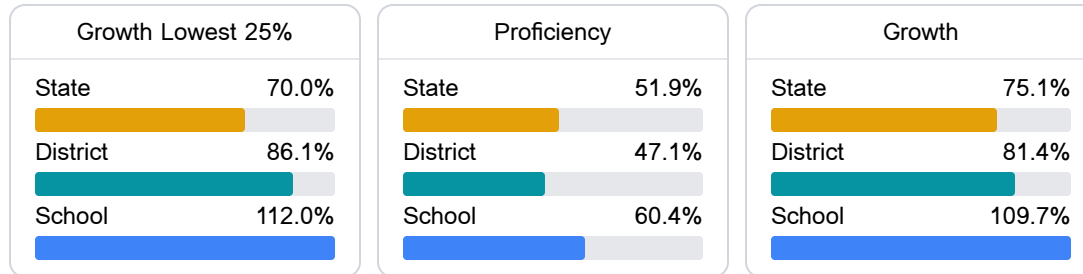 Growth Lowest 25%
State 70.0%
District 86.1%
School 112.0%
Proficiency
State 51.9%
District 47.1%
School 60.4%
Growth
State 75.1%
District 81.4%
School 109.7%